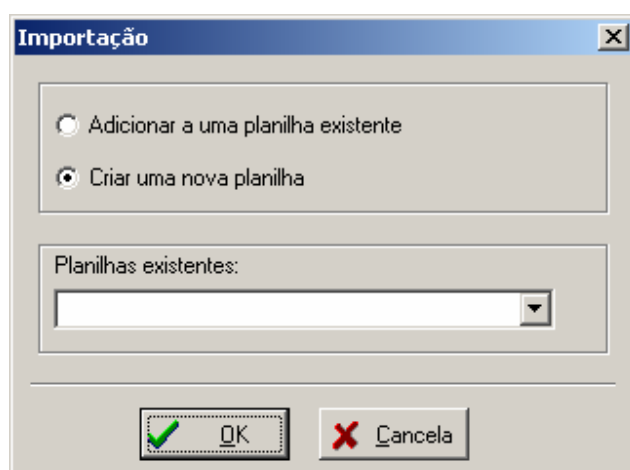 Importação
Adicionar a uma planilha existente
Criar uma nova planilha
Planilhas existentes:
OK
Cancela